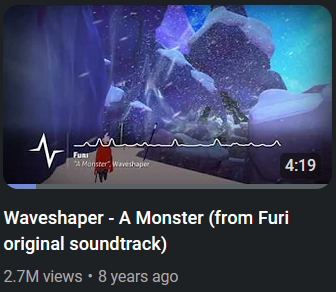 Furi
"A Monster", Waveshaper
4:19
Waveshaper - A Monster (from Furi
original soundtrack)
2.7M views • 8 years ago